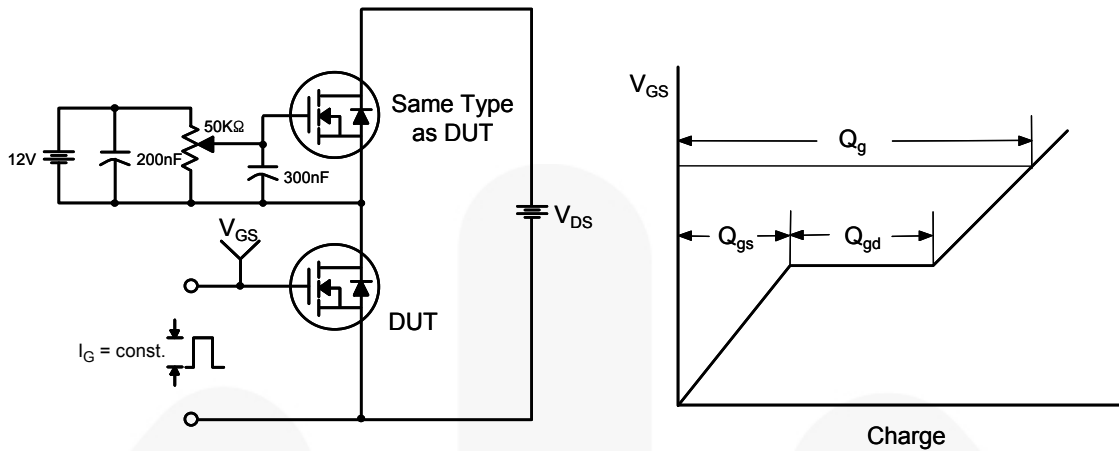 Same Type
as DUT
50KΩ
12V
200nF
300nF
V_GS
V_DS
DUT
I_G = const.
V_GS
Q_g
Q_gs
Q_gd
Charge